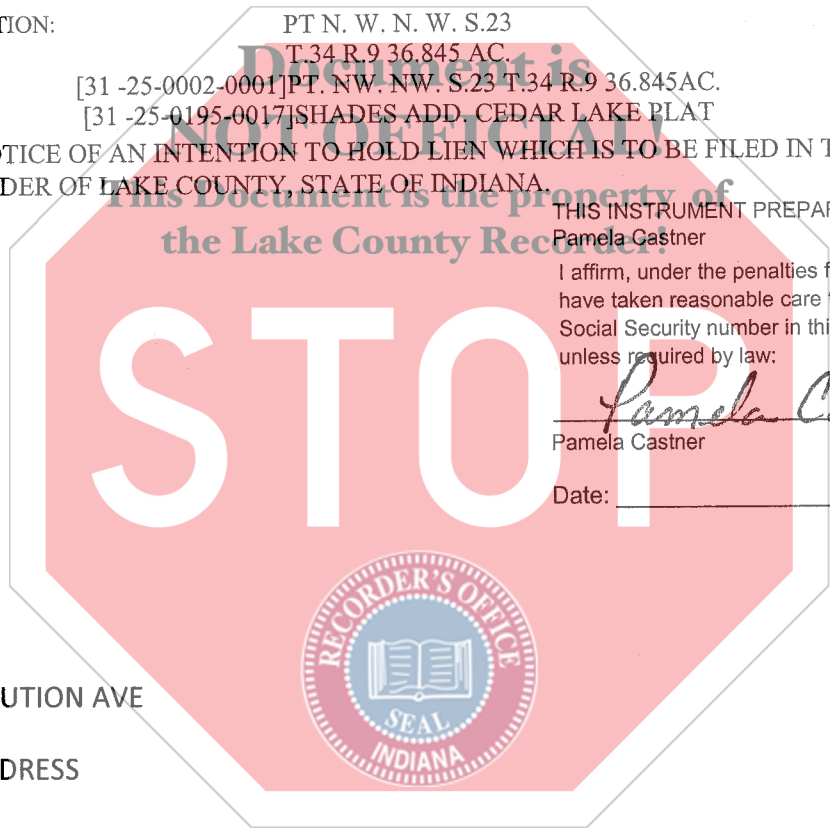 TION: PT N. W. N. W. S.23
T.34 R.9 36.845 AC.
[31 -25-0002-0001]PT. NW. NW. S.23 T.34 R.9 36.845AC.
[31 -25-0195-0017]SHADES ADD. CEDAR LAKE PLAT
OTICE OF AN INTENTION TO HOLD LIEN WHICH IS TO BE FILED IN T
DER OF LAKE COUNTY, STATE OF INDIANA.
Document is
NOT OFFICIAL!
This Document is the property of
the Lake County Recorder!
THIS INSTRUMENT PREPAR
Pamela Castner
I affirm, under the penalties f
have taken reasonable care
Social Security number in thi
unless required by law:
Pamela C
Pamela Castner
Date:
STOP
RECORDER'S OFFICE
SEAL
INDIANA
UTION AVE
DRESS